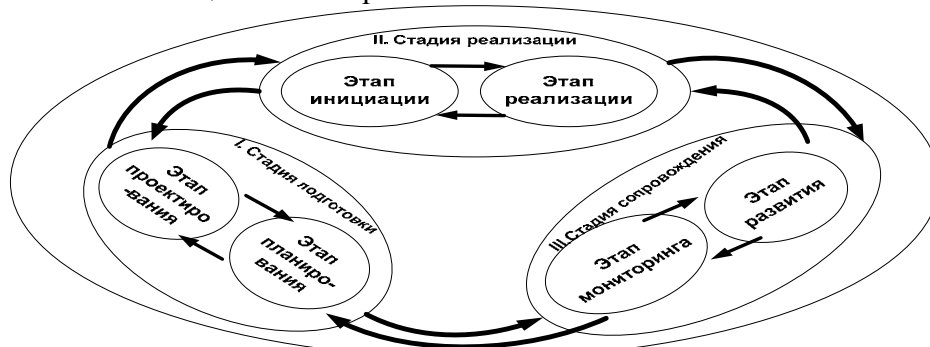 II. Стадия реализации
Этап
инициации
Этап
реализации
I. Стадия лодготовки
Этап
проектиро
-вания
Этап
планиро-
вания
III.Стадия сопровождения
Этап
мониторинга
Этап
развития